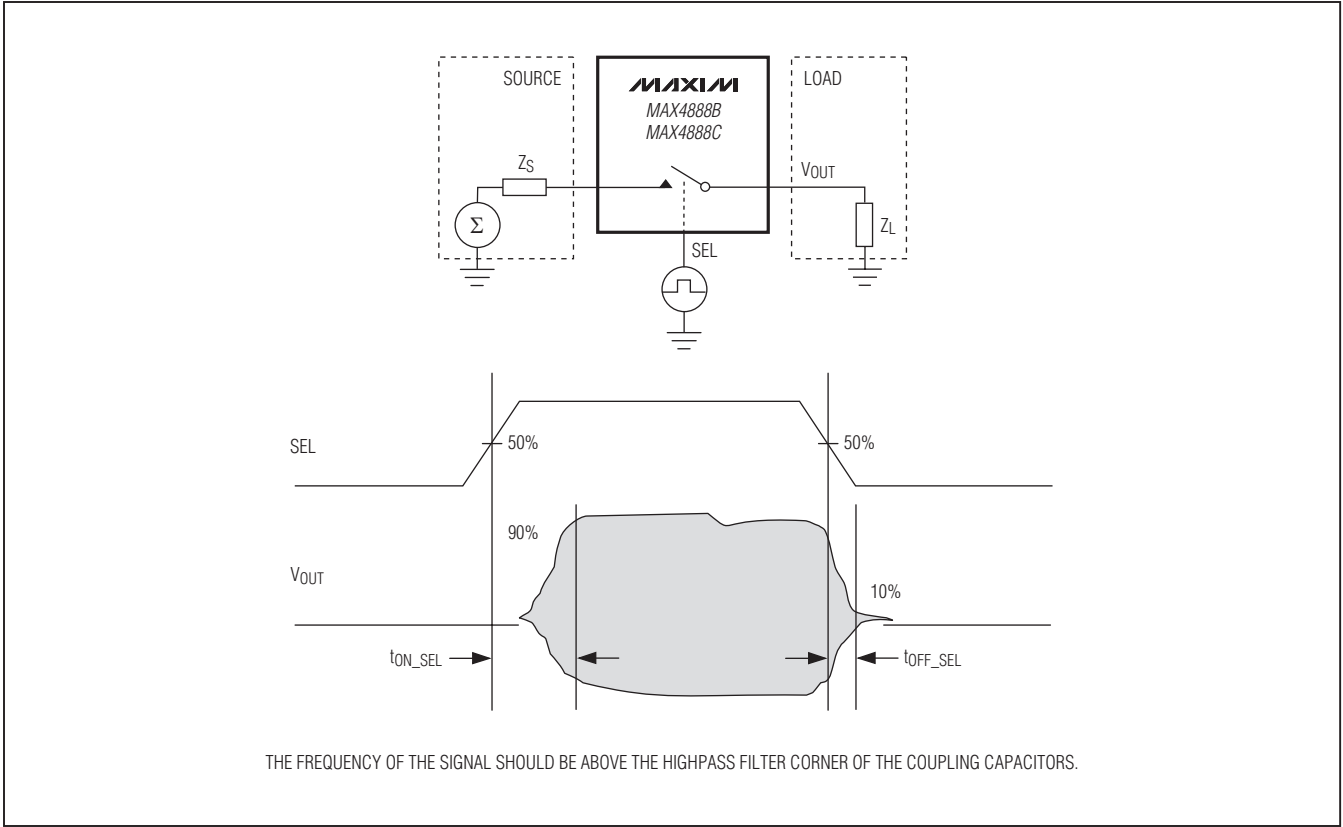 SOURCE
MAXIM
MAX4888B
MAX4888C
LOAD
ZS
VOUT
Σ
ZL
SEL
SEL
50%
50%
90%
VOUT
10%
tON_SEL
tOFF_SEL
THE FREQUENCY OF THE SIGNAL SHOULD BE ABOVE THE HIGHPASS FILTER CORNER OF THE COUPLING CAPACITORS.